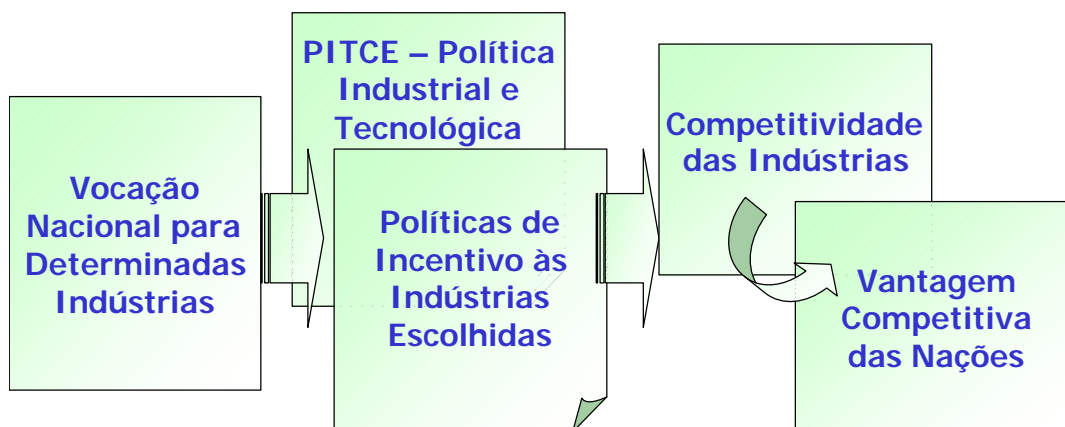 Vocação
Nacional para
Determinadas
Indústrias
PITCE – Política
Industrial e
Tecnológica
Políticas de
Incentivo às
Indústrias
Escolhidas
Competitividade
das Indústrias
Vantagem
Competitiva
das Nações